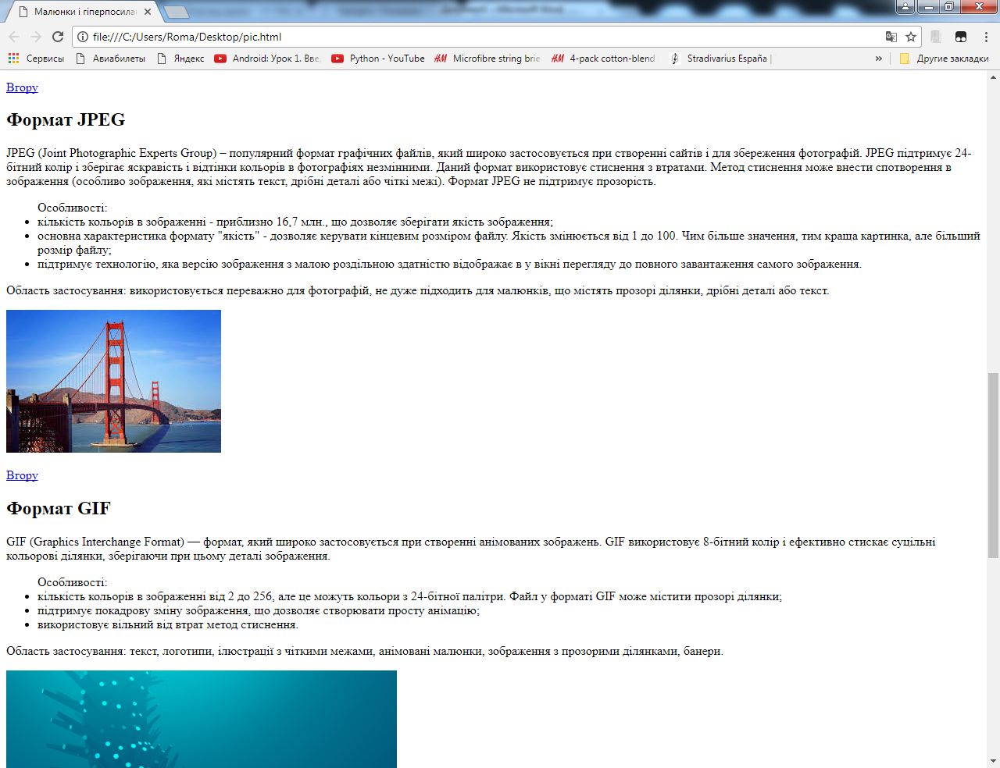 Малюнки і гіперпосила
file:///C:/Users/Roma/Desktop/pic.html
Сервисы Авиабилеты Яндекс Android: Урок 1. Вве Python - YouTube Microfibre string brie 4-pack cotton-blend Stradivarius España | » Другие закладки
Вгору
Формат JPEG
JPEG (Joint Photographic Experts Group) – популярний формат графічних файлів, який широко застосовується при створенні сайтів і для збереження фотографій. JPEG підтримує 24-
бітний колір і зберігає яскравість і відтінки кольорів в фотографіях незмінними. Даний формат використовує стиснення з втратами. Метод стиснення може внести спотворення в
зображення (особливо зображення, які містять текст, дрібні деталі або чіткі межі). Формат JPEG не підтримує прозорість.
Особливості:
• кількість кольорів в зображенні - приблизно 16,7 млн., що дозволяє зберігати якість зображення;
• основна характеристика формату "якість" - дозволяє керувати кінцевим розміром файлу. Якість змінюється від 1 до 100. Чим більше значення, тим краща картинка, але більший
розмір файлу;
• підтримує технологію, яка версію зображення з малою роздільною здатністю відображає в у вікні перегляду до повного завантаження самого зображення.
Область застосування: використовується переважно для фотографій, не дуже підходить для малюнків, що містять прозорі ділянки, дрібні деталі або текст.
Вгору
Формат GIF
GIF (Graphics Interchange Format) — формат, який широко застосовується при створенні анімованих зображень. GIF використовує 8-бітний колір і ефективно стискає суцільні
кольорові ділянки, зберігаючи при цьому деталі зображення.
Особливості:
• кількість кольорів в зображенні від 2 до 256, але це можуть кольори з 24-бітної палітри. Файл у форматі GIF може містити прозорі ділянки;
• підтримує покадрову зміну зображення, що дозволяє створювати просту анімацію;
• використовує вільний від втрат метод стиснення.
Область застосування: текст, логотипи, ілюстрації з чіткими межами, анімовані малюнки, зображення з прозорими ділянками, банери.